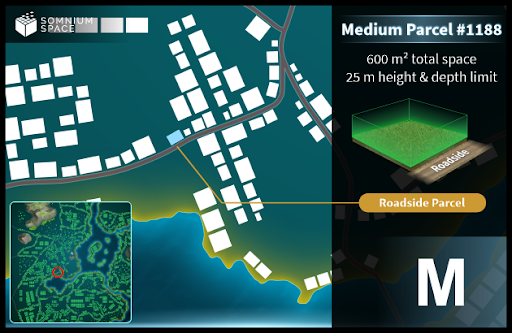 SOMNIUM
SPACE
Medium Parcel #1188
600 m² total space
25 m height & depth limit
Roadside
Roadside Parcel
M